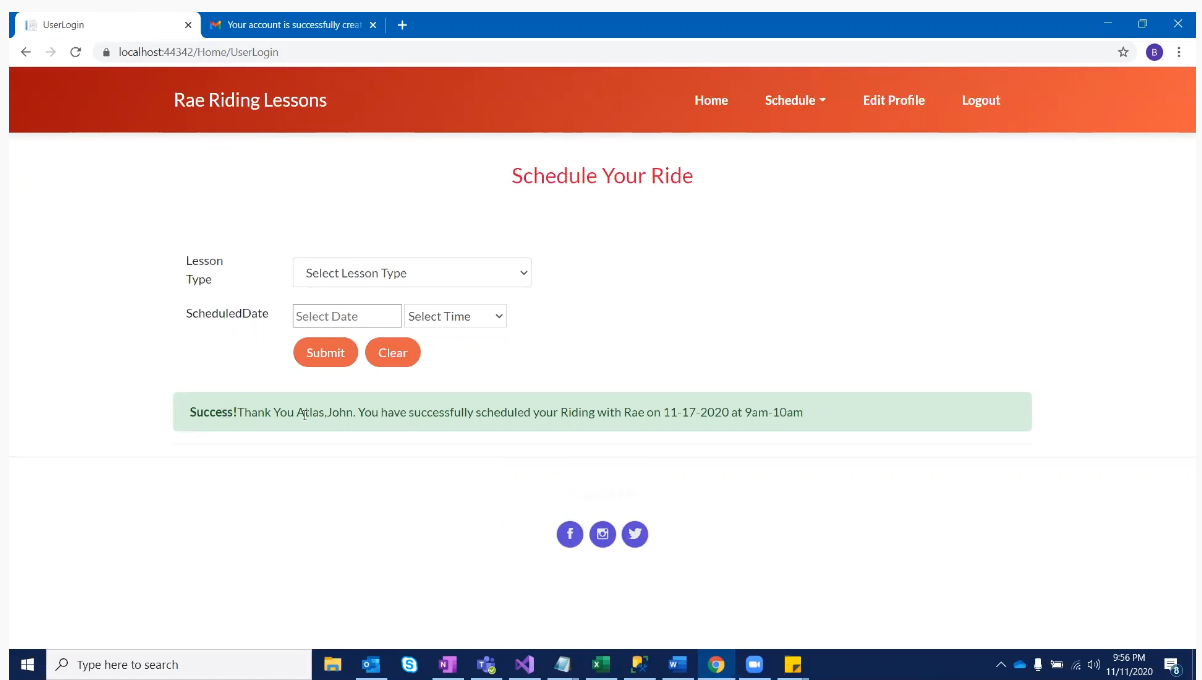 UserLogin
Your account is successfully creat
localhost:44342/Home/UserLogin
B
Rae Riding Lessons
Home
Schedule
Edit Profile
Logout
Schedule Your Ride
Lesson
Type
Select Lesson Type
ScheduledDate
Select Date
Select Time
Submit
Clear
Success!Thank You Atlas,John. You have successfully scheduled your Riding with Rae on 11-17-2020 at 9am-10am
Type here to search
9:56 PM
11/11/2020